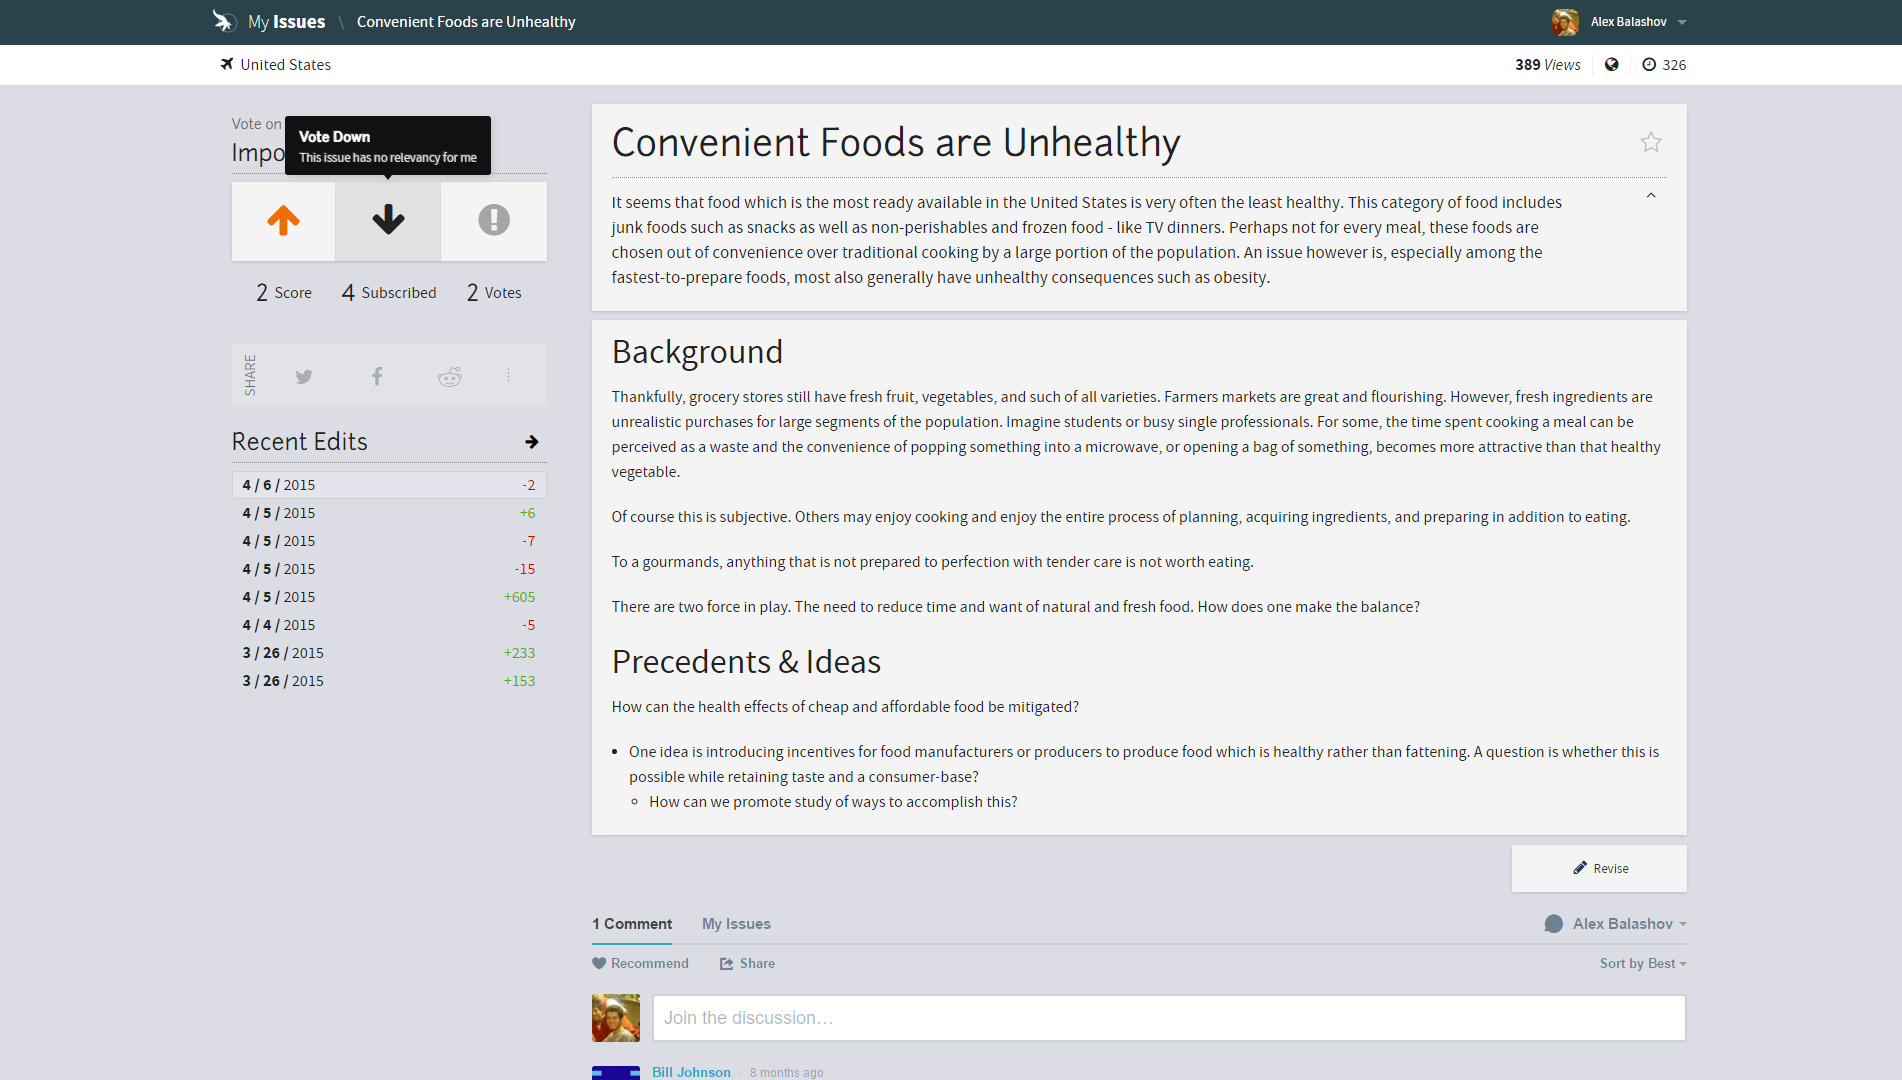 My Issues \ Convenient Foods are Unhealthy
Alex Balashov
United States
389 Views
326
Vote on
Impo
Vote Down
This issue has no relevancy for me
2 Score 4 Subscribed 2 Votes
SHARE
Recent Edits
4 / 6 / 2015 -2
4 / 5 / 2015 +6
4 / 5 / 2015 -7
4 / 5 / 2015 -15
4 / 5 / 2015 +605
4 / 4 / 2015 -5
3 / 26 / 2015 +233
3 / 26 / 2015 +153
Convenient Foods are Unhealthy
It seems that food which is the most ready available in the United States is very often the least healthy. This category of food includes
junk foods such as snacks as well as non-perishables and frozen food - like TV dinners. Perhaps not for every meal, these foods are
chosen out of convenience over traditional cooking by a large portion of the population. An issue however is, especially among the
fastest-to-prepare foods, most also generally have unhealthy consequences such as obesity.
Background
Thankfully, grocery stores still have fresh fruit, vegetables, and such of all varieties. Farmers markets are great and flourishing. However, fresh ingredients are
unrealistic purchases for large segments of the population. Imagine students or busy single professionals. For some, the time spent cooking a meal can be
perceived as a waste and the convenience of popping something into a microwave, or opening a bag of something, becomes more attractive than that healthy
vegetable.
Of course this is subjective. Others may enjoy cooking and enjoy the entire process of planning, acquiring ingredients, and preparing in addition to eating.
To a gourmands, anything that is not prepared to perfection with tender care is not worth eating.
There are two force in play. The need to reduce time and want of natural and fresh food. How does one make the balance?
Precedents & Ideas
How can the health effects of cheap and affordable food be mitigated?
• One idea is introducing incentives for food manufacturers or producers to produce food which is healthy rather than fattening. A question is whether this is
possible while retaining taste and a consumer-base?
◦ How can we promote study of ways to accomplish this?
Revise
1 Comment My Issues
Alex Balashov
Recommend Share
Sort by Best
Join the discussion…
Bill Johnson · 8 months ago